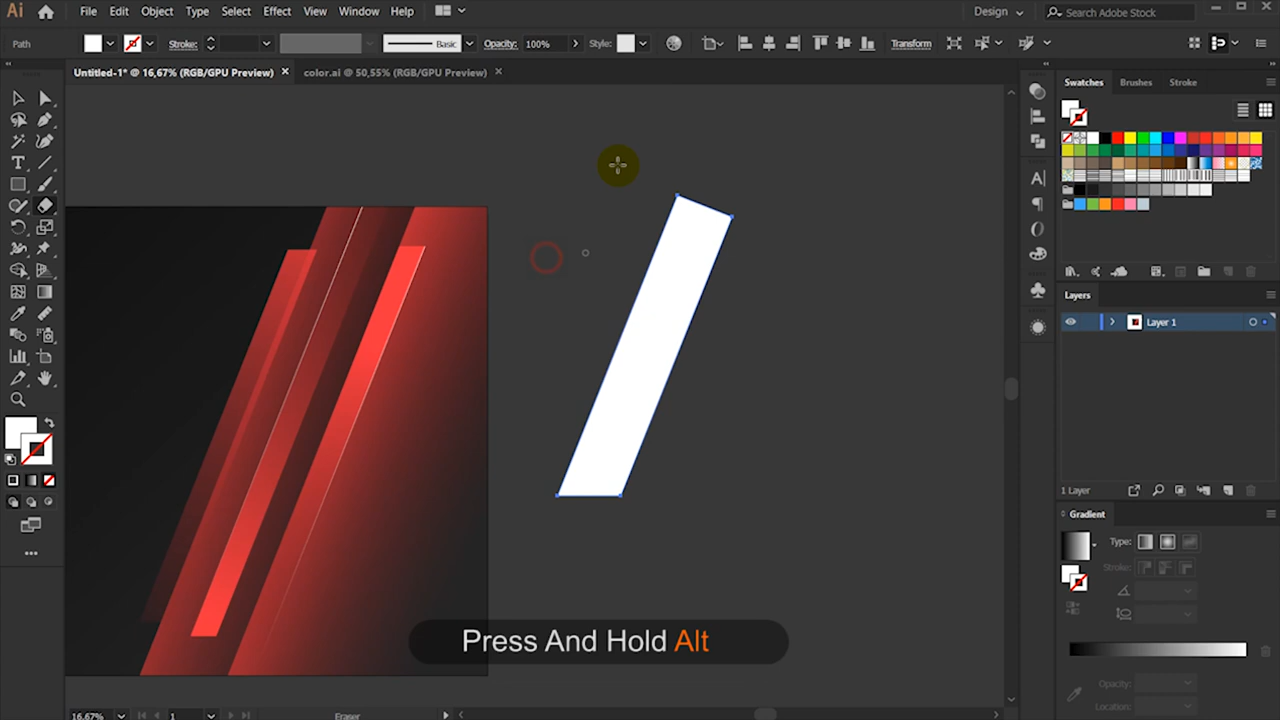 Ai File Edit Object Type Select Effect View Window Help Design Search Adobe Stock
Path Stroke: Basic Opacity: 100% Style: Transform
Untitled-1* @ 16,67% (RGB/GPU Preview) × color.ai @ 50,55% (RGB/GPU Preview) ×
Swatches Brushes Stroke
Layers
Layer 1
1 Layer
Gradient
Type:
Stroke:
Opacity:
Location:
Press And Hold Alt
16,67% 1 Eraser